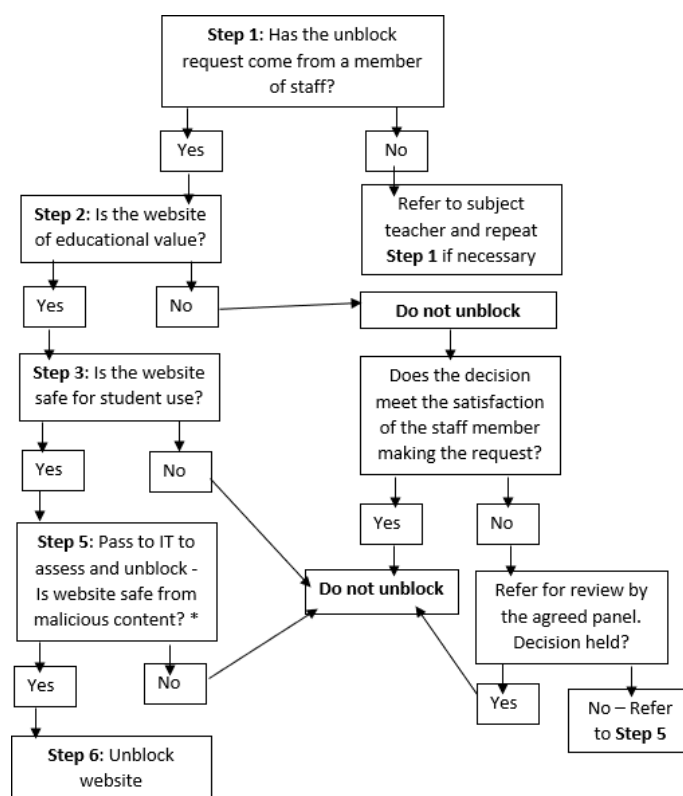 Step 1: Has the unblock
request come from a member
of staff?
Yes
No
Step 2: Is the website
of educational value?
Refer to subject
teacher and repeat
Step 1 if necessary
Yes
No
Do not unblock
Step 3: Is the website
safe for student use?
Does the decision
meet the satisfaction
of the staff member
making the request?
Yes
No
Yes
No
Step 5: Pass to IT to
assess and unblock -
Is website safe from
malicious content? *
Do not unblock
Refer for review by
the agreed panel.
Decision held?
Yes
No
Yes
No – Refer
to Step 5
Step 6: Unblock
website